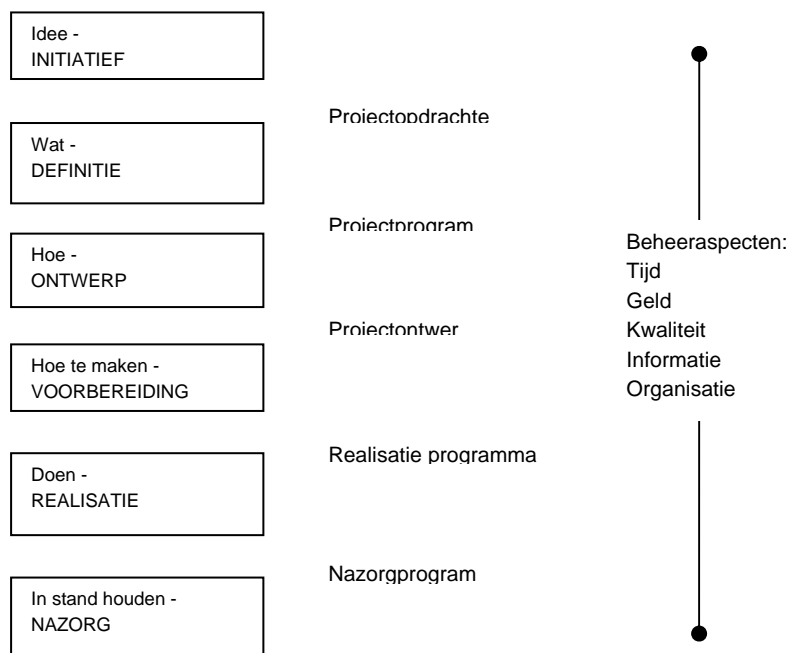 Idee -
INITIATIEF
Projectopdrachte
Wat -
DEFINITIE
Projectprogram
Hoe -
ONTWERP
Projectontwer
Hoe te maken -
VOORBEREIDING
Realisatie programma
Doen -
REALISATIE
Nazorgprogram
In stand houden -
NAZORG
Beheeraspecten:
Tijd
Geld
Kwaliteit
Informatie
Organisatie